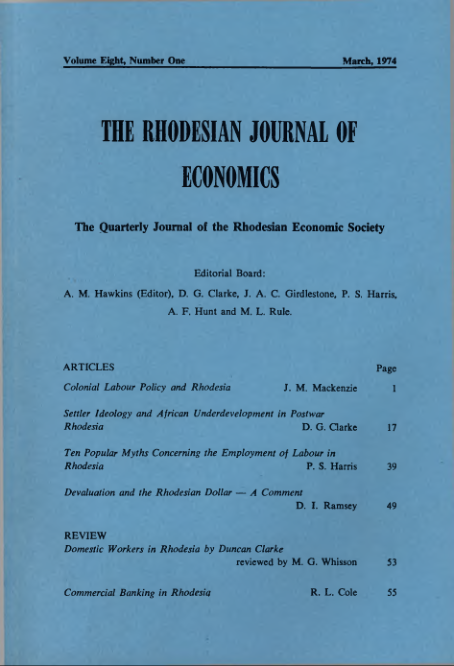 Volume Eight, Number One March, 1974
THE RHODESIAN JOURNAL OF
ECONOMICS
The Quarterly Journal of the Rhodesian Economic Society
Editorial Board:
A. M. Hawkins (Editor), D. G. Clarke, J. A. C. Girdlestone, P. S. Harris,
A. F. Hunt and M. L. Rule.
ARTICLES Page
Colonial Labour Policy and Rhodesia J. M. Mackenzie 1
Settler Ideology and African Underdevelopment in Postwar
Rhodesia D. G. Clarke 17
Ten Popular Myths Concerning the Employment of Labour in
Rhodesia P. S. Harris 39
Devaluation and the Rhodesian Dollar — A Comment
D. I. Ramsey 49
REVIEW
Domestic Workers in Rhodesia by Duncan Clarke
reviewed by M. G. Whisson 53
Commercial Banking in Rhodesia R. L. Cole 55